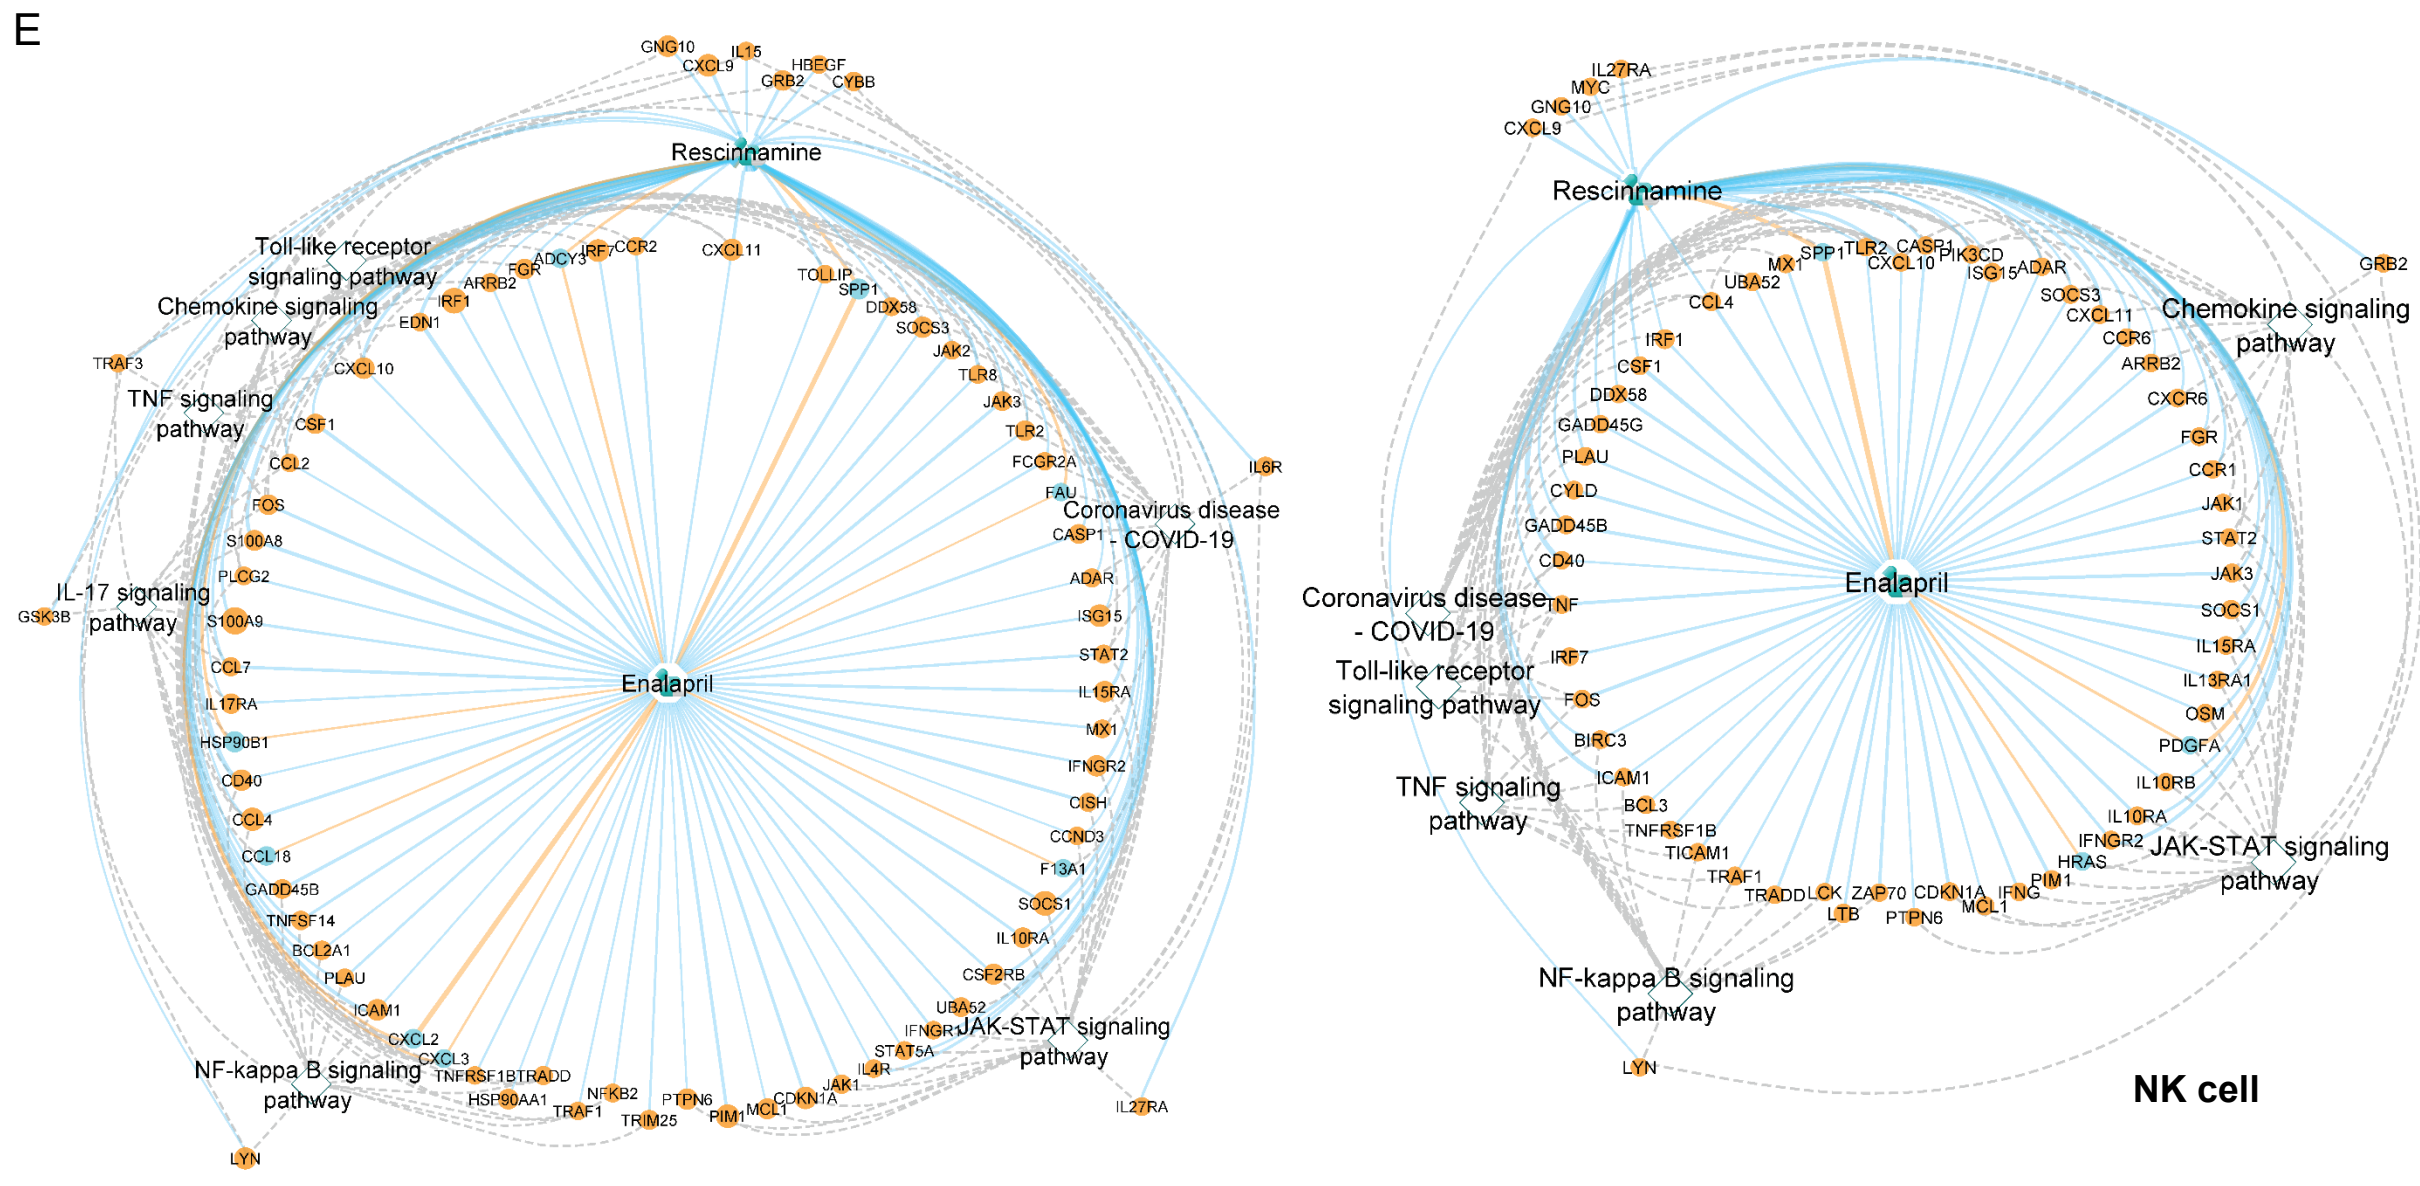 E
GNG10
CXCL9
IL15
GRB2
HBEGF
CYBB
Rescinnamine
Toll-like receptor
signaling pathway
Chemokine signaling
pathway
TRAF3
TNF signaling
pathway
IL-17 signaling
pathway
GSK3B
EDN1
IRF1
ARRB2
FGR
ADCY3
IRF7
CCR2
CXCL11
TOLLIP
SPP1
DDX58
SOCS3
JAK2
TLR8
JAK3
TLR2
FCGR2A
FAU
CASP1
Coronavirus disease
- COVID-19
IL6R
ADAR
ISG15
STAT2
IL15RA
MX1
IFNGR2
CISH
CCND3
F13A1
SOCS1
IL10RA
CSF2RB
UBA52
IFNGR1
JAK-STAT signaling
pathway
STAT5A
IL4R
JAK1
CDKN1A
MCL1
PIM1
PTPN6
TRIM25
NFKB2
TRAF1
TRADD
HSP90AA1
TNFRSF1B
CXCL3
CXCL2
ICAM1
PLAU
BCL2A1
TNFSF14
GADD45B
CCL18
CCL4
CD40
HSP90B1
IL17RA
CCL7
S100A9
PLCG2
S100A8
FOS
CCL2
CSF1
CXCL10
Enalapril
NF-kappa B signaling
pathway
LYN
IL27RA
IL27RA
MYC
GNG10
CXCL9
Rescinnamine
GRB2
Chemokine signaling
pathway
CCL4
UBA52
MX1
SPP1
TLR2
CXCL10
CASP1
PIK3CD
ISG15
ADAR
SOCS3
CXCL11
CCR6
ARRB2
CXCR6
FGR
CCR1
JAK1
STAT2
JAK3
SOCS1
IL15RA
IL13RA1
OSM
PDGFA
IL10RB
IL10RA
IFNGR2
HRAS
JAK-STAT signaling
pathway
PIM1
IFNG
MCL1
CDKN1A
PTPN6
ZAP70
LTB
LCK
TRADD
TRAF1
TICAM1
TNFRSF1B
BCL3
ICAM1
BIRC3
FOS
IRF7
TNF
CD40
GADD45B
CYLD
PLAU
GADD45G
DDX58
CSF1
IRF1
Enalapril
Coronavirus disease
- COVID-19
Toll-like receptor
signaling pathway
TNF signaling
pathway
NF-kappa B signaling
pathway
LYN
NK cell